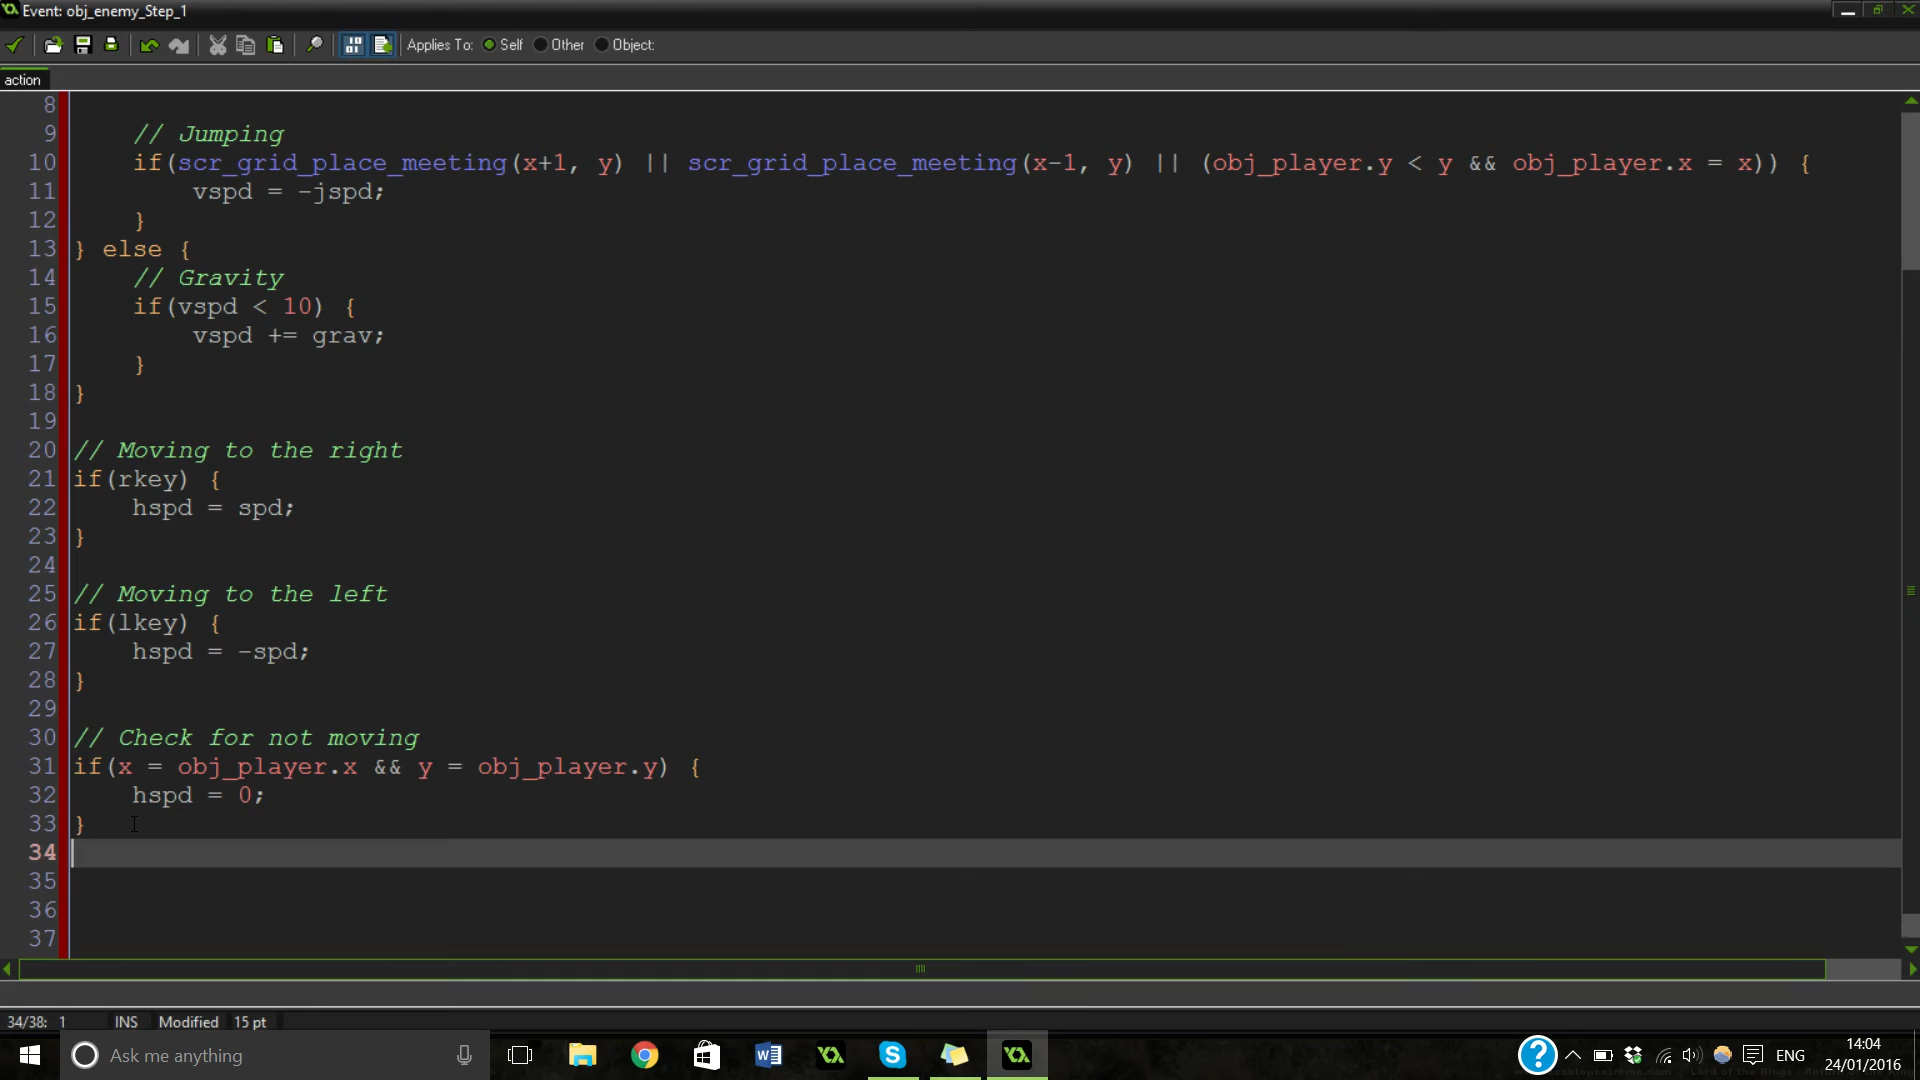 Event: obj_enemy_Step_1
Applies To: Self Other Object:
action
8
9 // Jumping
10 if(scr_grid_place_meeting(x+1, y) || scr_grid_place_meeting(x-1, y) || (obj_player.y < y && obj_player.x = x)) {
11 vspd = -jspd;
12 }
13 } else {
14 // Gravity
15 if(vspd < 10) {
16 vspd += grav;
17 }
18 }
19
20 // Moving to the right
21 if(rkey) {
22 hspd = spd;
23 }
24
25 // Moving to the left
26 if(lkey) {
27 hspd = -spd;
28 }
29
30 // Check for not moving
31 if(x = obj_player.x && y = obj_player.y) {
32 hspd = 0;
33 }
34
35
36
37
34/38: 1 INS Modified 15 pt
Ask me anything
ENG
14:04
24/01/2016